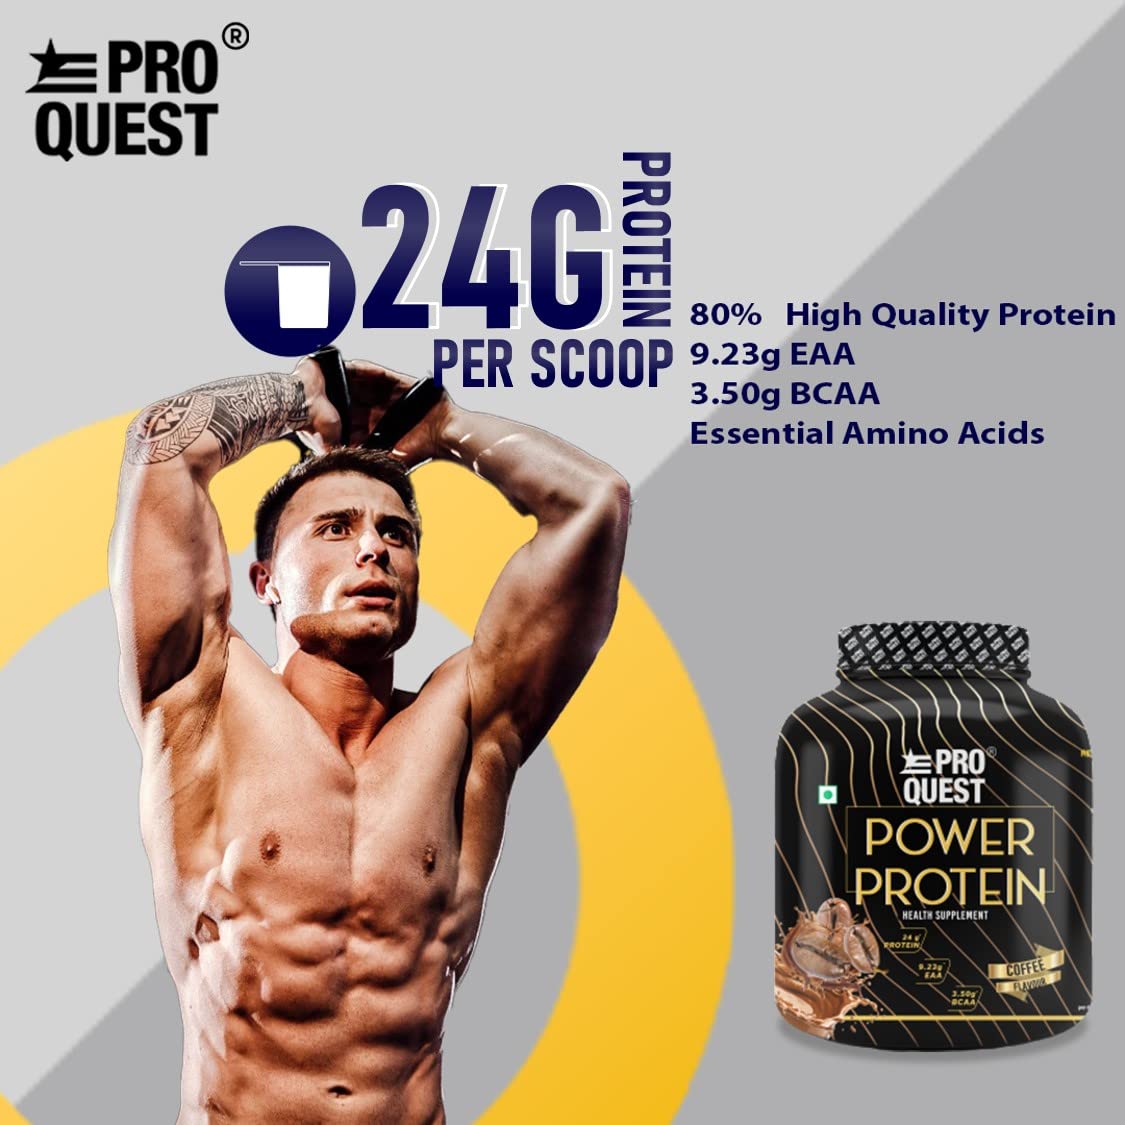 PRO®
QUEST
24G
PROTEIN
PER SCOOP
80% High Quality Protein
9.23g EAA
3.50g BCAA
Essential Amino Acids
PRO®
QUEST
POWER
PROTEIN
HEALTH SUPPLEMENT
24 g
PROTEIN
9.23g
EAA
3.50g
BCAA
COFFEE
FLAVOUR